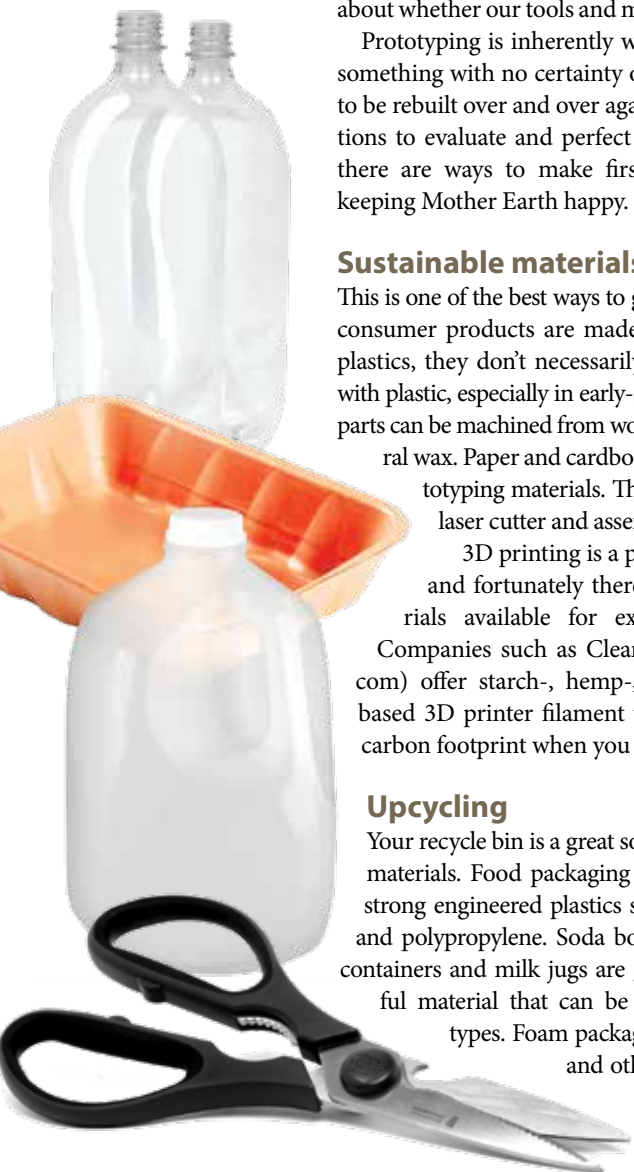 about whether our tools and m
Prototyping is inherently w
something with no certainty o
to be rebuilt over and over aga
tions to evaluate and perfect
there are ways to make firs
keeping Mother Earth happy.
Sustainable materials
This is one of the best ways to g
consumer products are made
plastics, they don’t necessarily
with plastic, especially in early-
parts can be machined from wo
ral wax. Paper and cardbo
totyping materials. Th
laser cutter and asser
3D printing is a p
and fortunately there
rials available for ex
Companies such as Clear
com) offer starch-, hemp-,
based 3D printer filament
carbon footprint when you
Upcycling
Your recycle bin is a great so
materials. Food packaging
strong engineered plastics s
and polypropylene. Soda bo
containers and milk jugs are
ful material that can be
types. Foam packag
and oth